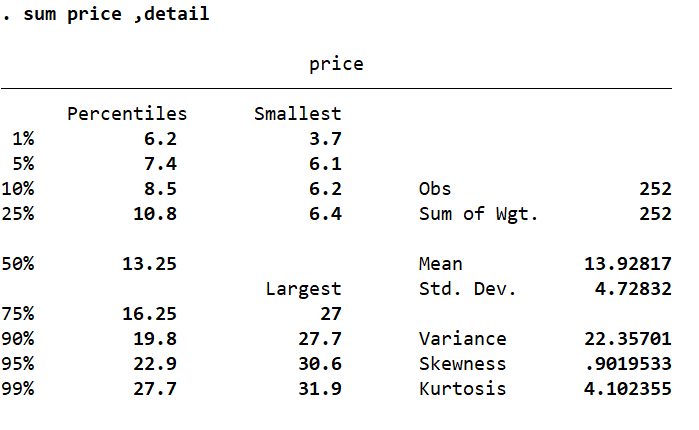 . sum price ,detail
price
Percentiles Smallest
1% 6.2 3.7
5% 7.4 6.1
10% 8.5 6.2 Obs 252
25% 10.8 6.4 Sum of Wgt. 252
50% 13.25 Mean 13.92817
Largest Std. Dev. 4.72832
75% 16.25 27
90% 19.8 27.7 Variance 22.35701
95% 22.9 30.6 Skewness .9019533
99% 27.7 31.9 Kurtosis 4.102355